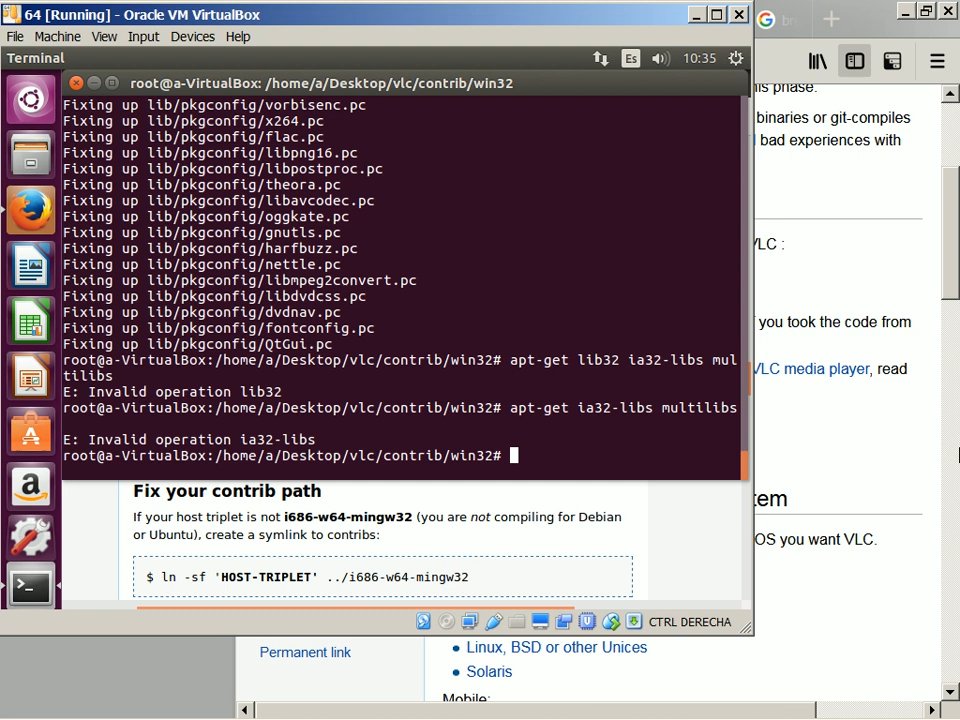 64 [Running] - Oracle VM VirtualBox
File Machine View Input Devices Help
Terminal
Es
10:35
root@a-VirtualBox: /home/a/Desktop/vlc/contrib/win32
Fixing up lib/pkgconfig/vorbisenc.pc
Fixing up lib/pkgconfig/x264.pc
Fixing up lib/pkgconfig/flac.pc
Fixing up lib/pkgconfig/libpng16.pc
Fixing up lib/pkgconfig/libpostproc.pc
Fixing up lib/pkgconfig/theora.pc
Fixing up lib/pkgconfig/libavcodec.pc
Fixing up lib/pkgconfig/oggkate.pc
Fixing up lib/pkgconfig/gnutls.pc
Fixing up lib/pkgconfig/harfbuzz.pc
Fixing up lib/pkgconfig/nettle.pc
Fixing up lib/pkgconfig/libmpeg2convert.pc
Fixing up lib/pkgconfig/libdvdcss.pc
Fixing up lib/pkgconfig/dvdnav.pc
Fixing up lib/pkgconfig/fontconfig.pc
Fixing up lib/pkgconfig/QtGui.pc
root@a-VirtualBox:/home/a/Desktop/vlc/contrib/win32# apt-get lib32 ia32-libs mul
tilibs
E: Invalid operation lib32
root@a-VirtualBox:/home/a/Desktop/vlc/contrib/win32# apt-get ia32-libs multilibs
E: Invalid operation ia32-libs
root@a-VirtualBox:/home/a/Desktop/vlc/contrib/win32#
Fix your contrib path
If your host triplet is not i686-w64-mingw32 (you are not compiling for Debian
or Ubuntu), create a symlink to contribs:
$ ln -sf 'HOST-TRIPLET' ../i686-w64-mingw32
CTRL DERECHA
phase.
binaries or git-compiles
bad experiences with
VLC :
you took the code from
VLC media player, read
tem
OS you want VLC.
Permanent link
Linux, BSD or other Unices
Solaris
Mobile: